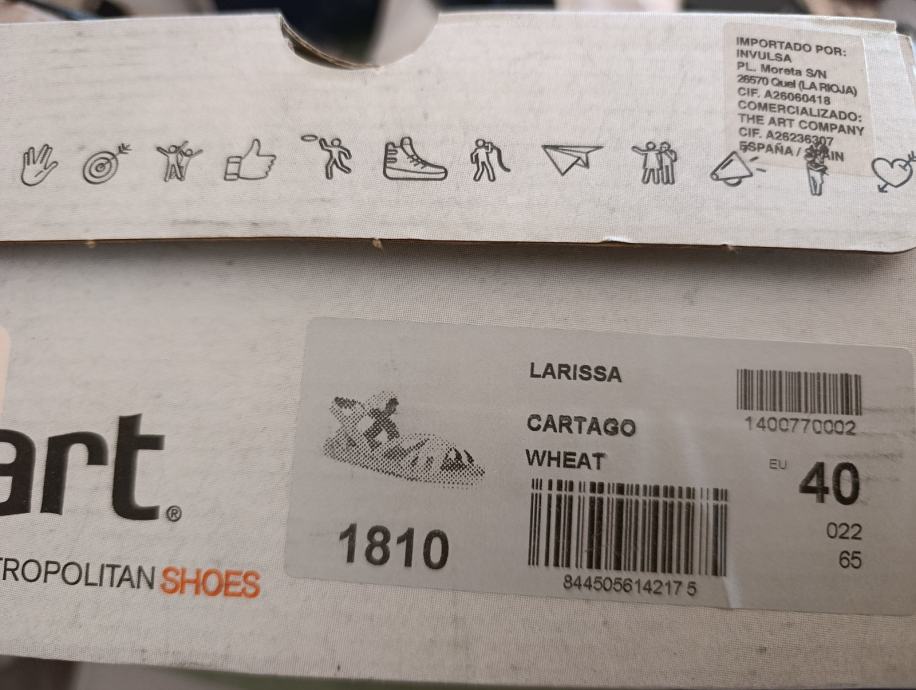 IMPORTADO POR:
INVULSA
PL. Moreta S/N
26570 Quel (LA RIOJA)
CIF. A26060418
COMERCIALIZADO:
THE ART COMPANY
CIF. A26236307
ESPAÑA /
art®
TROPOLITAN SHOES
LARISSA
CARTAGO
WHEAT
1810
8445056142175
1400770002
EU 40
022
65